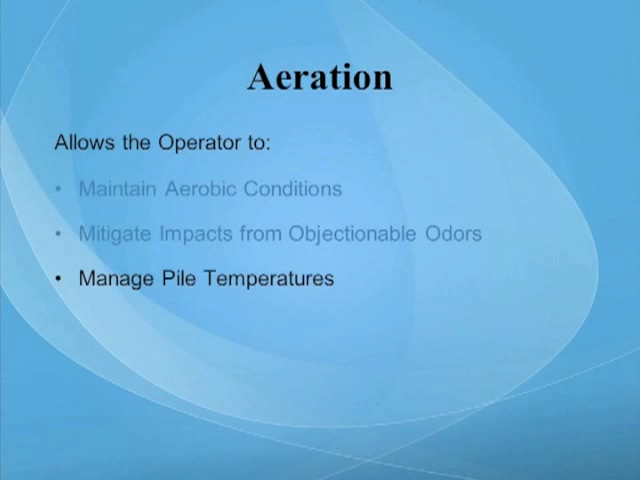 Aeration
Allows the Operator to:
• Maintain Aerobic Conditions
• Mitigate Impacts from Objectionable Odors
• Manage Pile Temperatures